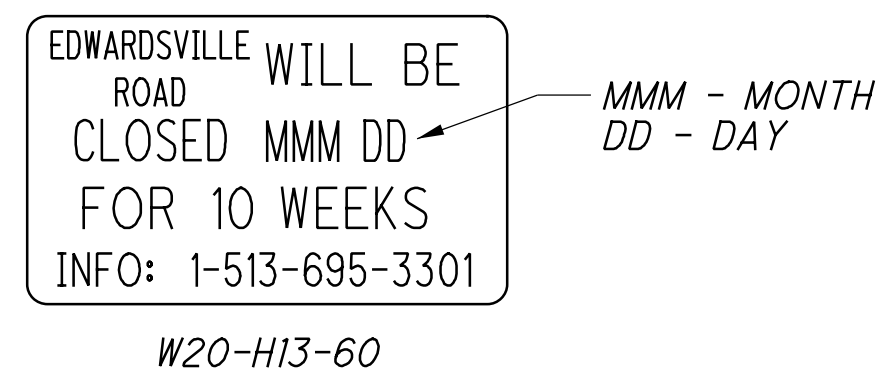 EDWARDSVILLE
ROAD
WILL BE
CLOSED MMM DD
FOR 10 WEEKS
INFO: 1-513-695-3301
MMM - MONTH
DD - DAY
W20-H13-60